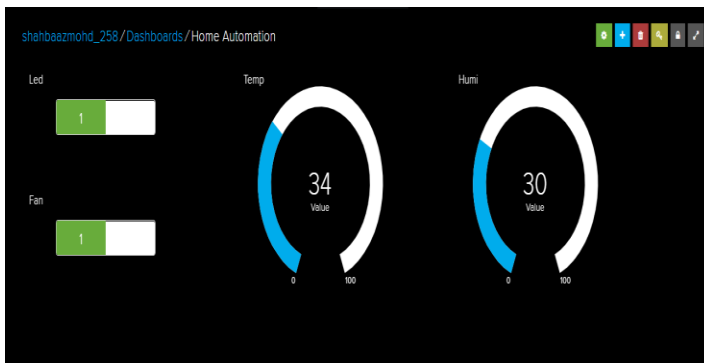 shahbaazmohd_258/Dashboards/Home Automation
Led
1
Fan
1
Temp
34
Value
0 100
Humi
30
Value
0 100